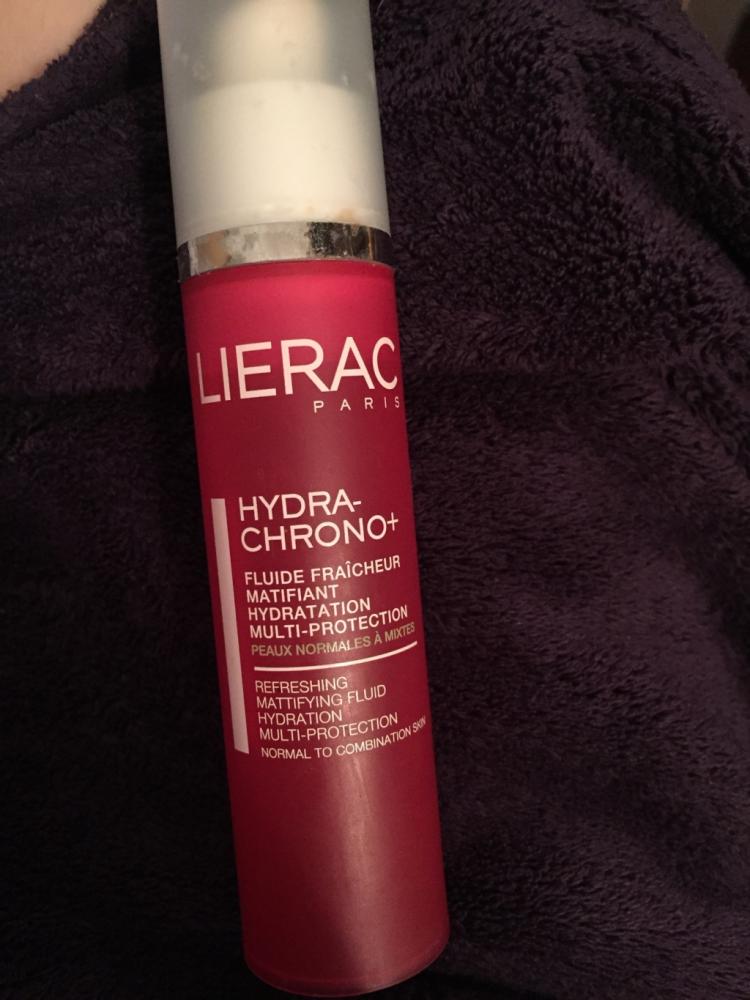 LIERAC
PARIS
HYDRA-
CHRONO+
FLUIDE FRAÎCHEUR
MATIFIANT
HYDRATATION
MULTI-PROTECTION
PEAUX NORMALES À MIXTES
REFRESHING
MATTIFYING FLUID
HYDRATION
MULTI-PROTECTION
NORMAL TO COMBINATION SKIN